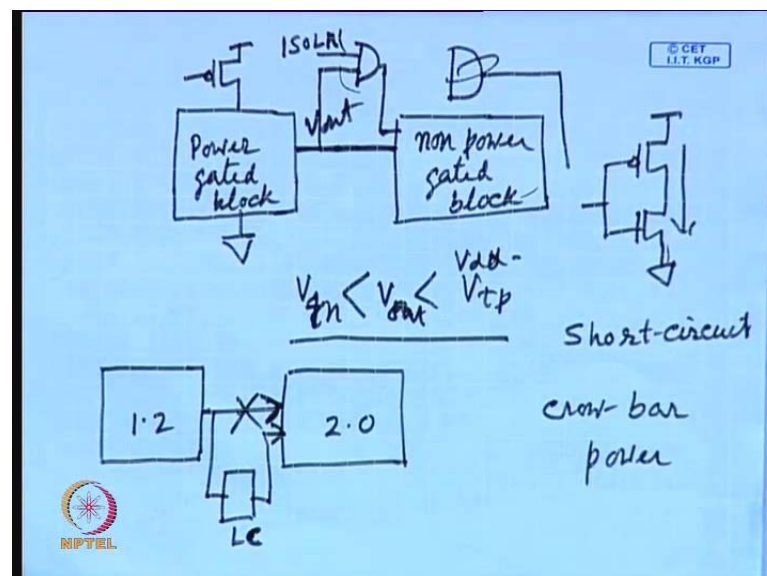 ISOLA
© CET
I.I.T. KGP
Power
gated
block
Vout
non power
gated
block
Vtn < Vout < Vdd -
Vtp
Short-circuit
1.2
2.0
crow-bar
power
LC
NPTEL